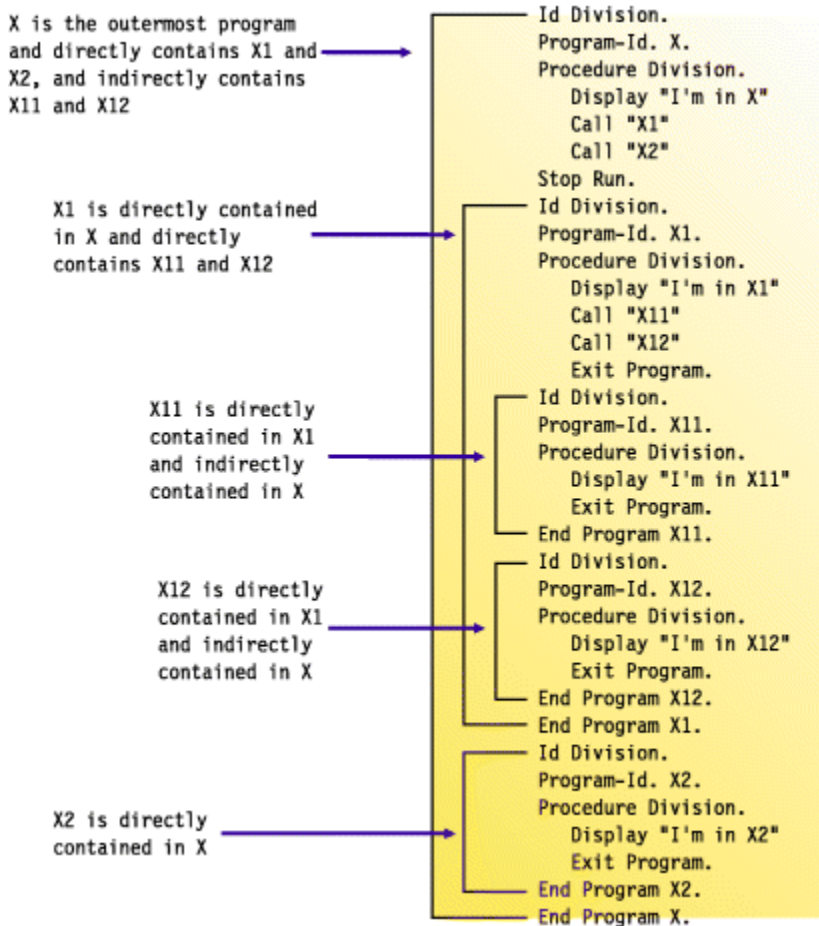 X is the outermost program
and directly contains X1 and
X2, and indirectly contains
X11 and X12
X1 is directly contained
in X and directly
contains X11 and X12
X11 is directly
contained in X1
and indirectly
contained in X
X12 is directly
contained in X1
and indirectly
contained in X
X2 is directly
contained in X
Id Division.
Program-Id. X.
Procedure Division.
Display "I'm in X"
Call "X1"
Call "X2"
Stop Run.
Id Division.
Program-Id. X1.
Procedure Division.
Display "I'm in X1"
Call "X11"
Call "X12"
Exit Program.
Id Division.
Program-Id. X11.
Procedure Division.
Display "I'm in X11"
Exit Program.
End Program X11.
Id Division.
Program-Id. X12.
Procedure Division.
Display "I'm in X12"
Exit Program.
End Program X12.
End Program X1.
Id Division.
Program-Id. X2.
Procedure Division.
Display "I'm in X2"
Exit Program.
End Program X2.
End Program X.